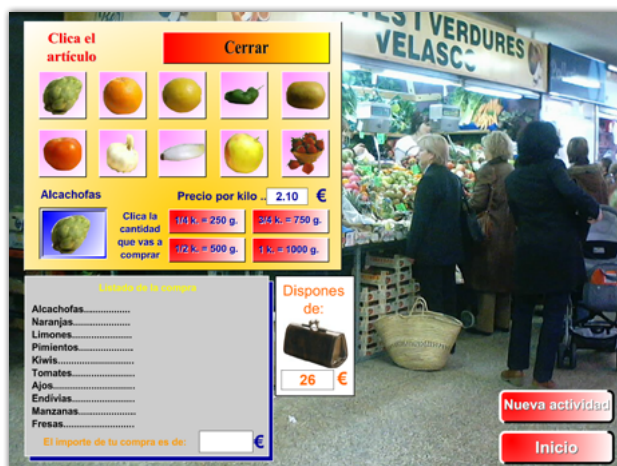 Clica el
artículo
Cerrar
Alcachofas
Precio por kilo .. 2.10 €
Clica la
cantidad
que vas a
comprar
1/4 k. = 250 g.
3/4 k. = 750 g.
1/2 k. = 500 g.
1 k. = 1000 g.
Listado de la compra
Alcachofas..................
Naranjas.......................
Limones........................
Pimientos......................
Kiwis.............................
Tomates........................
Ajos...............................
Endívias........................
Manzanas.....................
Fresas...........................
El importe de tu compra es de: €
Dispones
de:
26 €
I VERDURES
VELASCO
Nueva actividad
Inicio